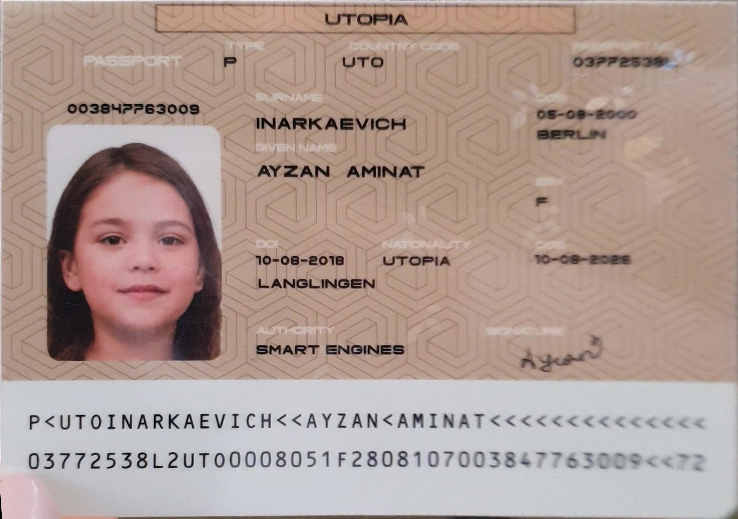 UTOPIA
TYPE COUNTRY CODE PASSPORT NO
PASSPORT P UTO 03772538L
003847763009
SURNAME DOB
INARKAEVICH 05-08-2000
BERLIN
GIVEN NAME
AYZAN AMINAT
F
DOI NATIONALITY DOE
10-08-2018 UTOPIA 10-08-2028
LANGLINGEN
AUTHORITY SIGNATURE
SMART ENGINES Ayzan
P<UTOINARKAEVICH<<AYZAN<AMINAT<<<<<<<<<<<<<<
03772538L2UTO0008051F2808107003847763009<<72